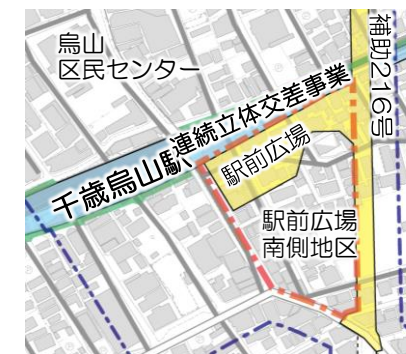 烏山
区民センター
補助216号
連続立体交差事業
千歳烏山駅
駅前広場
駅前広場
南側地区